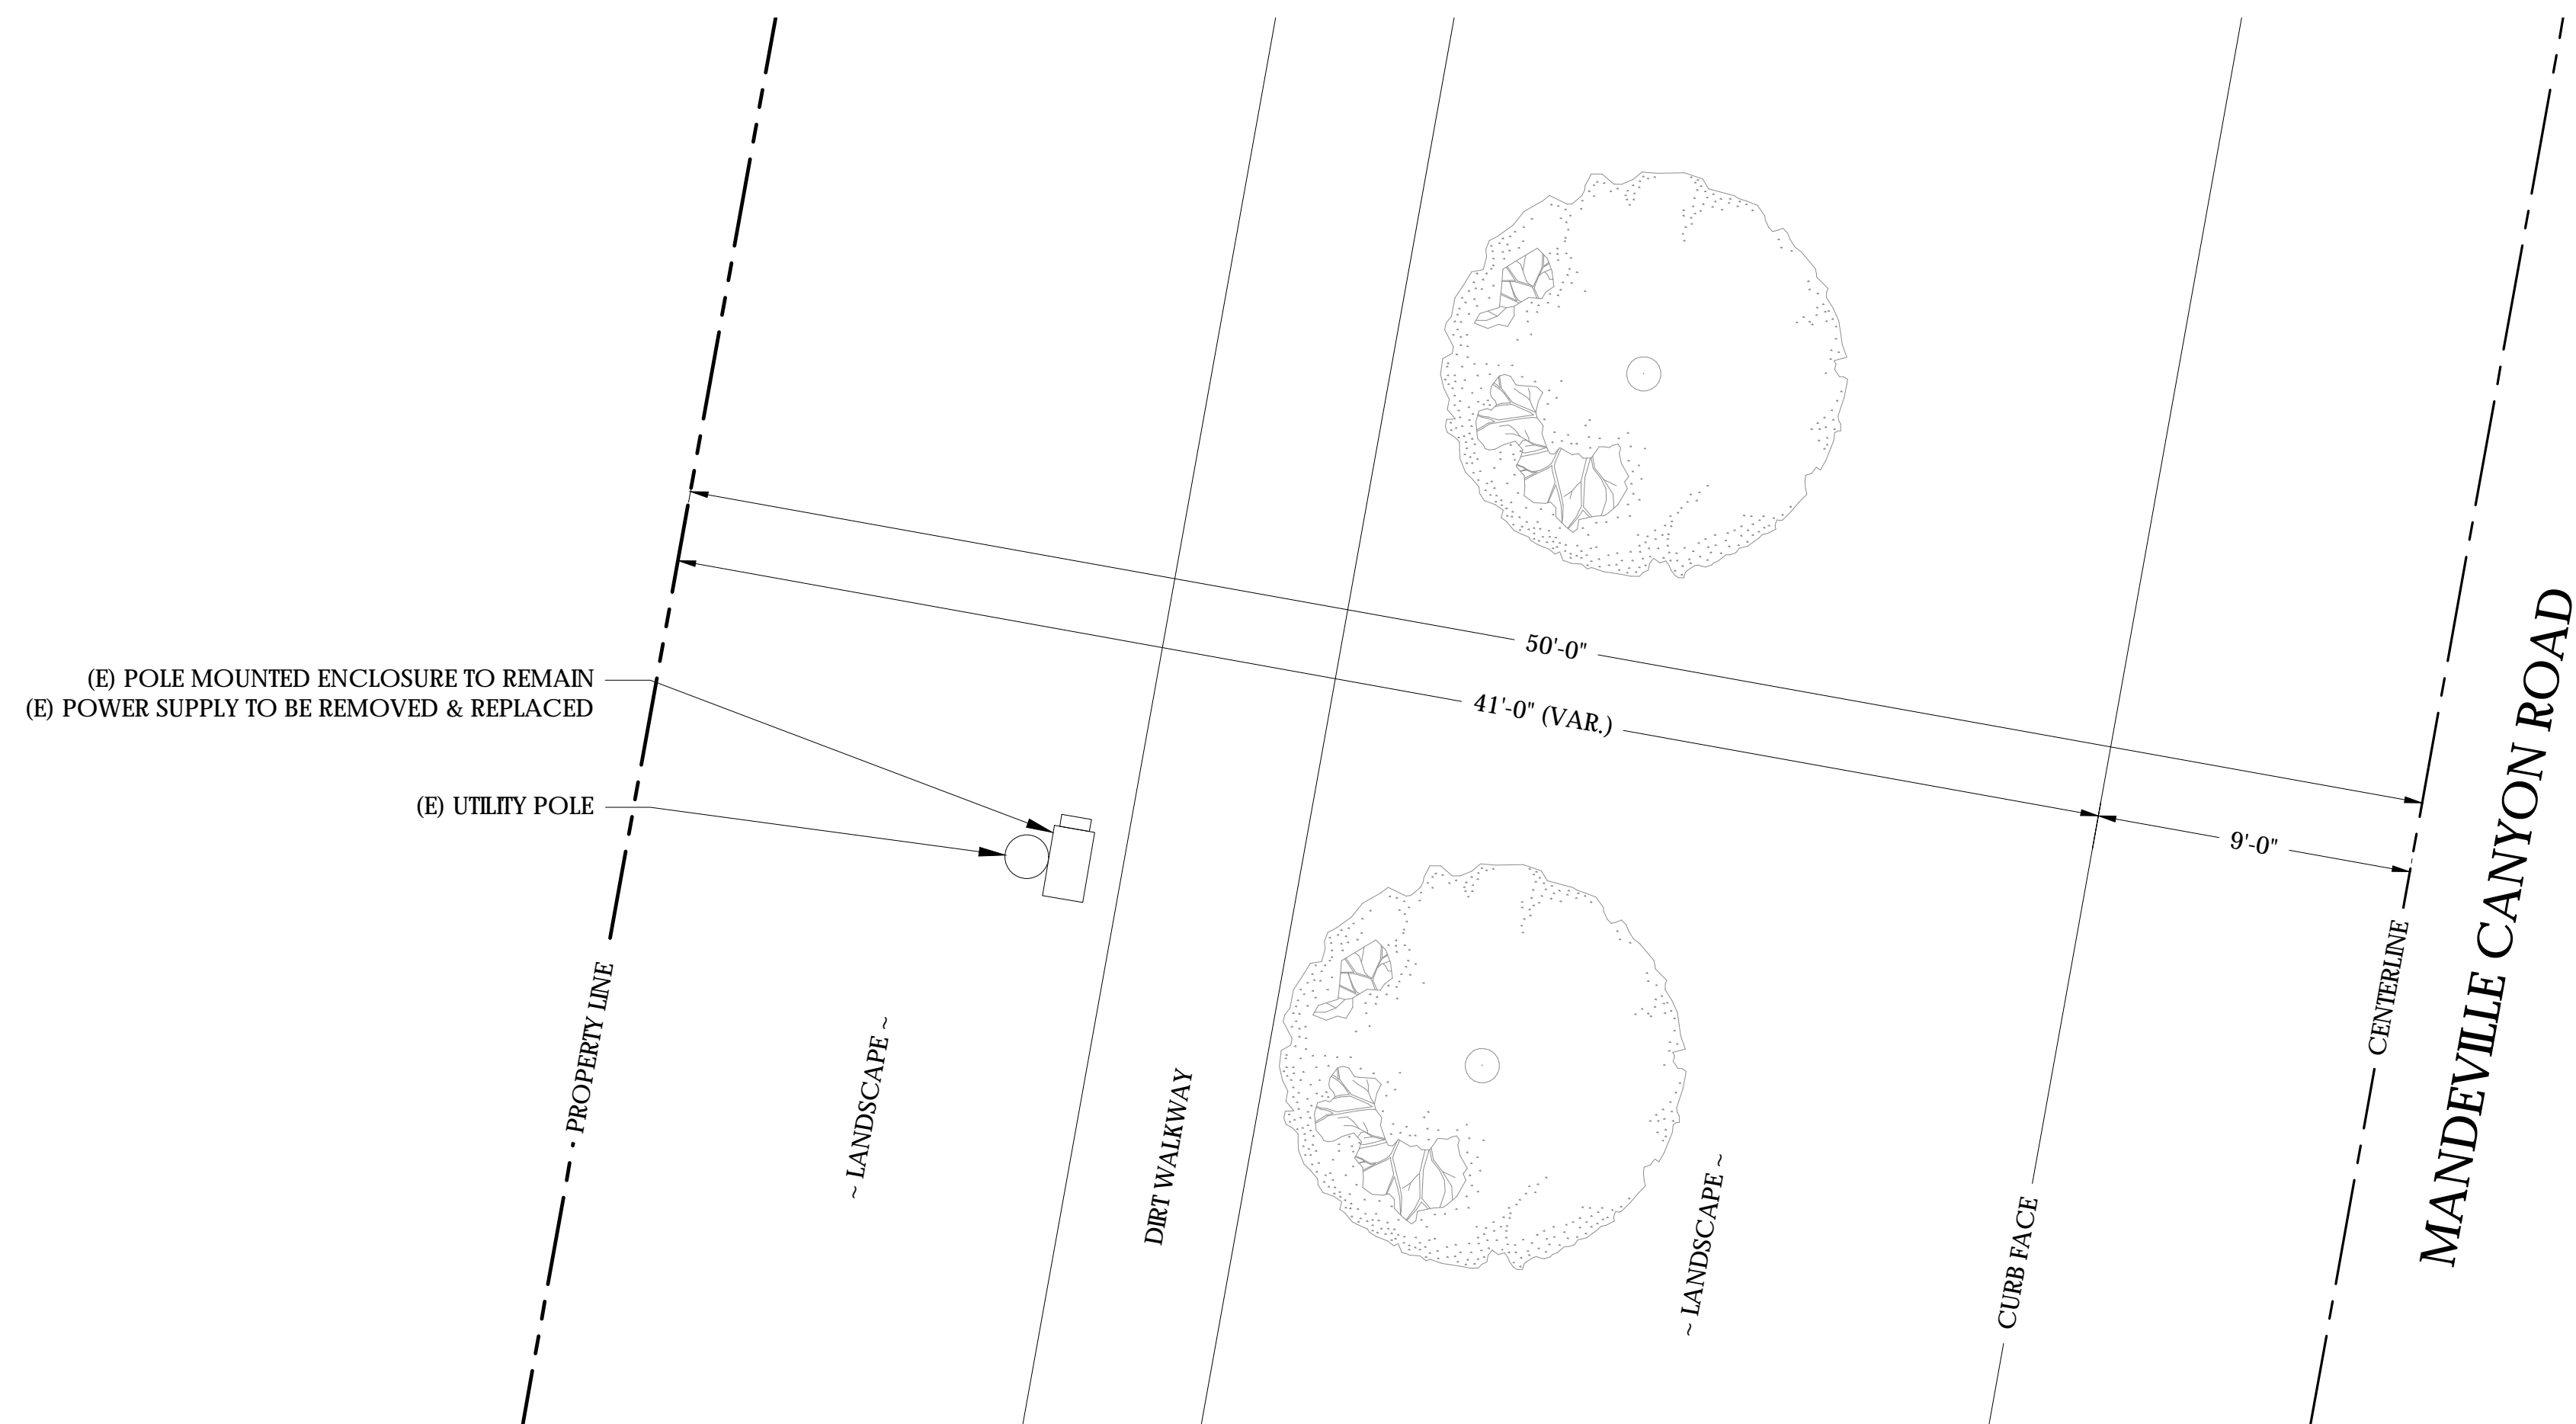 50'-0"
(E) POLE MOUNTED ENCLOSURE TO REMAIN
(E) POWER SUPPLY TO BE REMOVED & REPLACED
41'-0" (VAR.)
(E) UTILITY POLE
9'-0"
PROPERTY LINE
~ LANDSCAPE ~
DIRT WALKWAY
~ LANDSCAPE ~
CURB FACE
CENTERLINE
MANDEVILLE CANYON ROAD